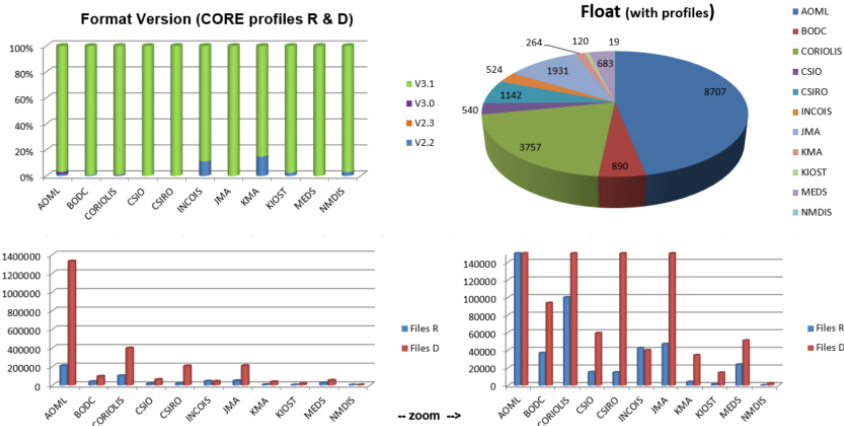 Format Version (CORE profiles R & D)
100%
80%
60%
40%
20%
0%
AOML
BODC
CORIOLIS
CSIO
CSIRO
INCOIS
JMA
KMA
KIOST
MEDS
NMDIS
V3.1
V3.0
V2.3
V2.2
Float (with profiles)
264
120
19
524
1931
683
1142
8707
540
3757
890
AOML
BODC
CORIOLIS
CSIO
CSIRO
INCOIS
JMA
KMA
KIOST
MEDS
NMDIS
1400000
1200000
1000000
800000
600000
400000
200000
0
AOML
BODC
CORIOLIS
CSIO
CSIRO
INCOIS
JMA
KMA
KIOST
MEDS
NMDIS
Files R
Files D
-- zoom -->
140000
120000
100000
80000
60000
40000
20000
0
AOML
BODC
CORIOLIS
CSIO
CSIRO
INCOIS
JMA
KMA
KIOST
MEDS
NMDIS
Files R
Files D